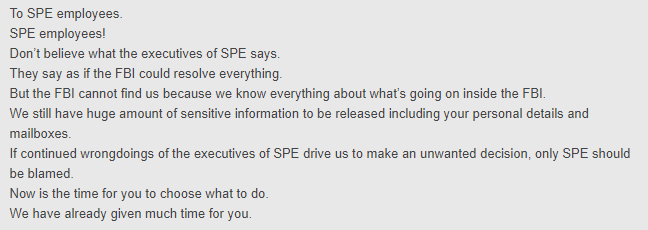 To SPE employees.
SPE employees!
Don’t believe what the executives of SPE says.
They say as if the FBI could resolve everything.
But the FBI cannot find us because we know everything about what’s going on inside the FBI.
We still have huge amount of sensitive information to be released including your personal details and
mailboxes.
If continued wrongdoings of the executives of SPE drive us to make an unwanted decision, only SPE should
be blamed.
Now is the time for you to choose what to do.
We have already given much time for you.